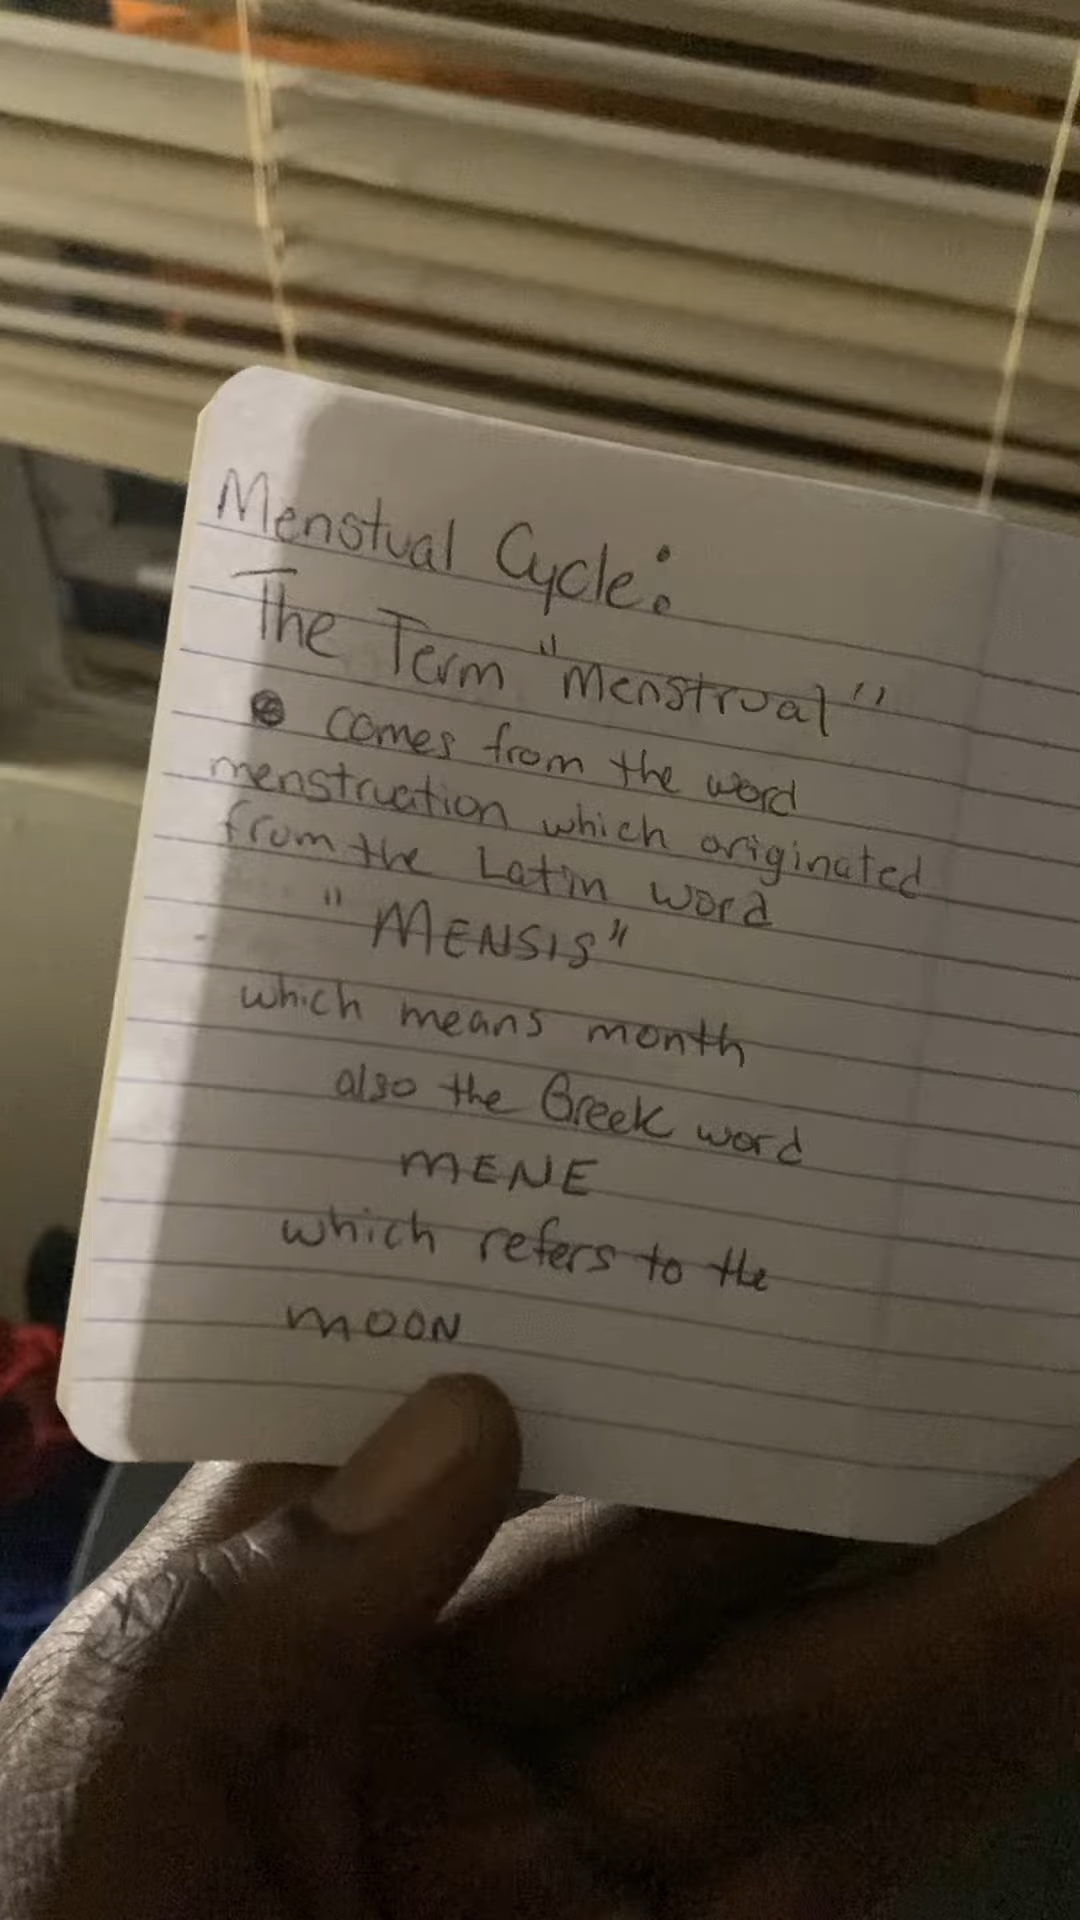 Menstual Cycle:
The Term "Menstrual"
comes from the word
menstruation which originated
from the Latin word
"MENSIS"
which means month
also the Greek word
MENE
which refers to the
MOON